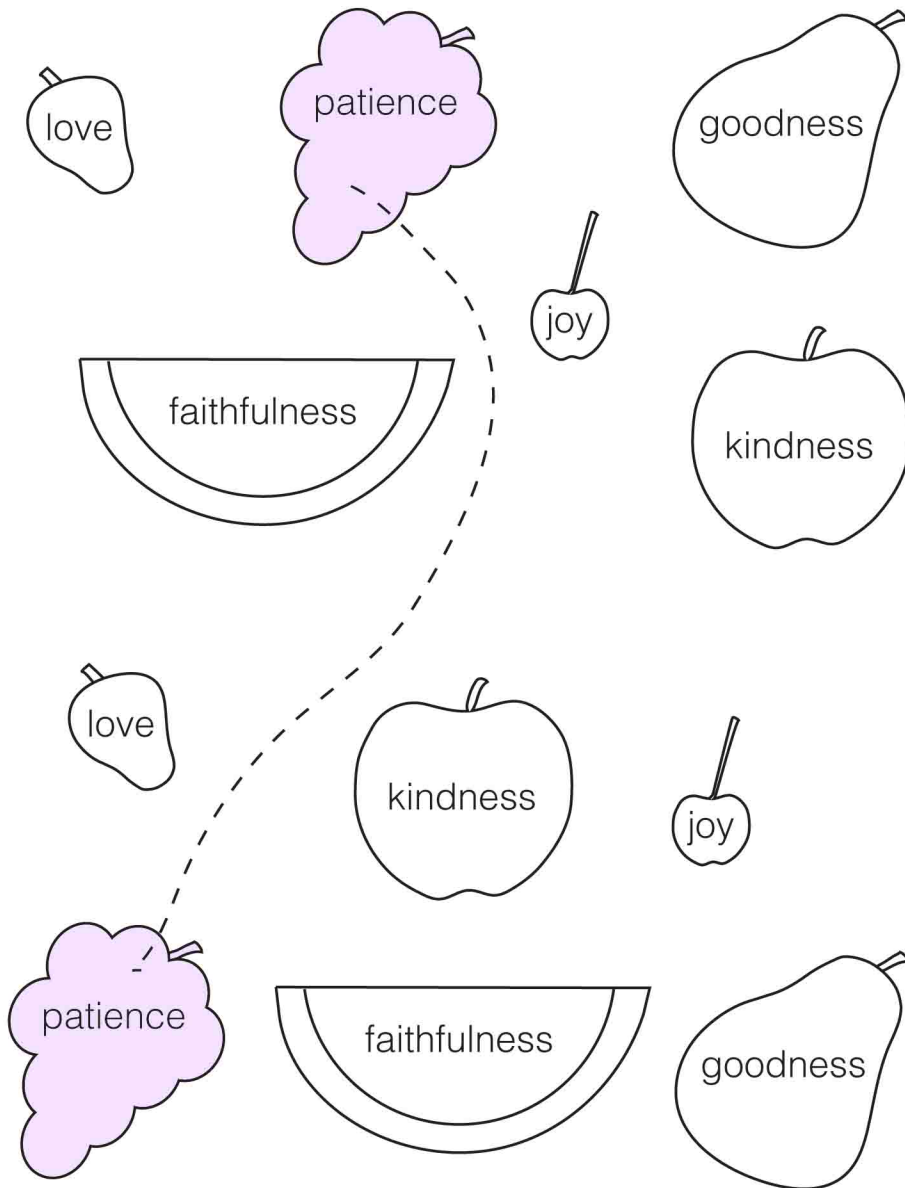 love
patience
goodness
joy
faithfulness
kindness
love
kindness
joy
patience
faithfulness
goodness